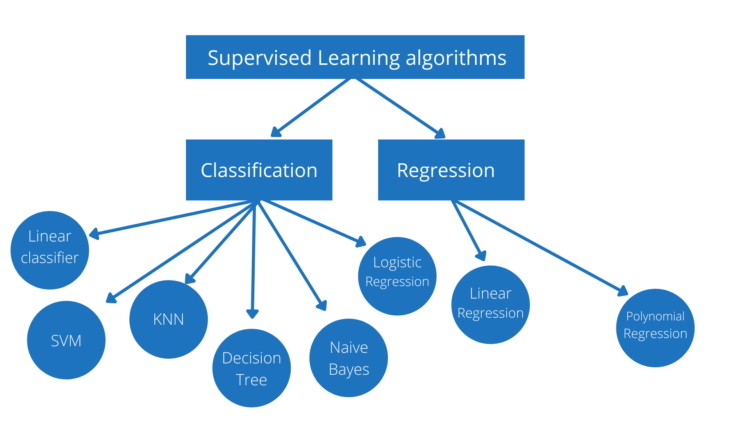 Supervised Learning algorithms
Classification
Regression
Linear
classifier
SVM
KNN
Decision
Tree
Naive
Bayes
Logistic
Regression
Linear
Regression
Polynomial
Regression